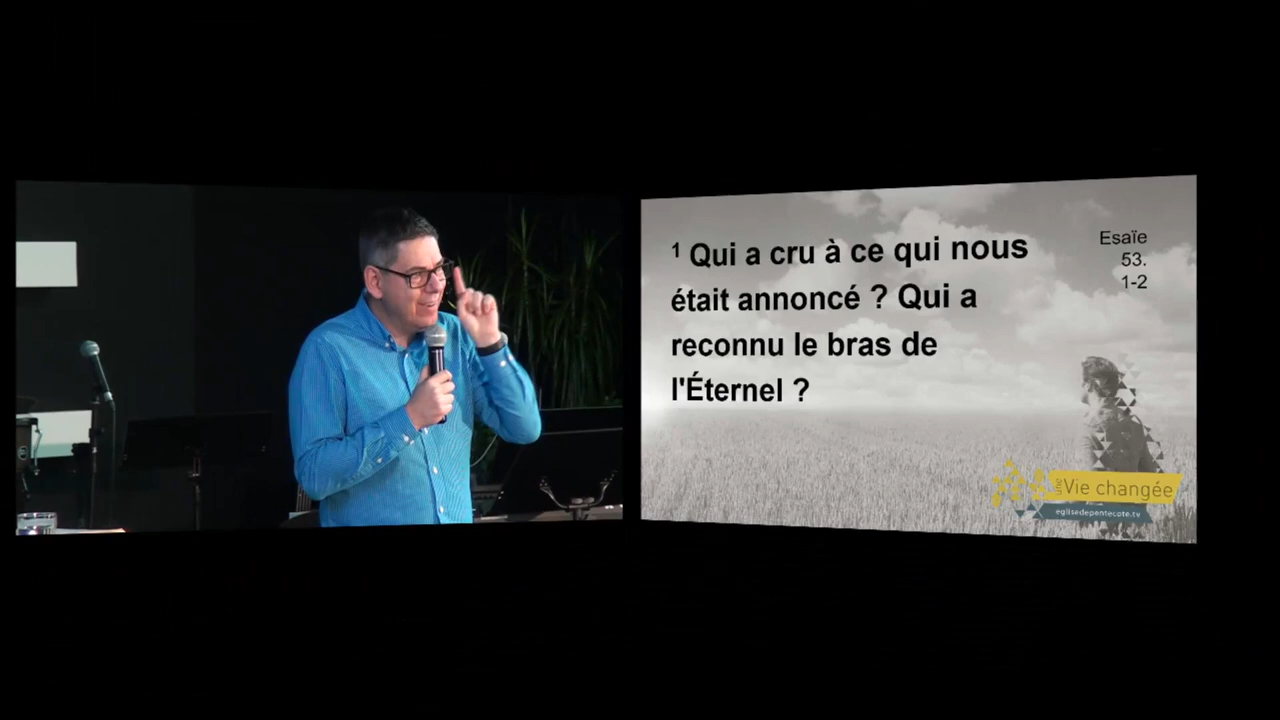 ¹ Qui a cru à ce qui nous
était annoncé ? Qui a
reconnu le bras de
l'Éternel ?
Esaïe
53.
1-2
une Vie changée
eglisedepentecote.tv